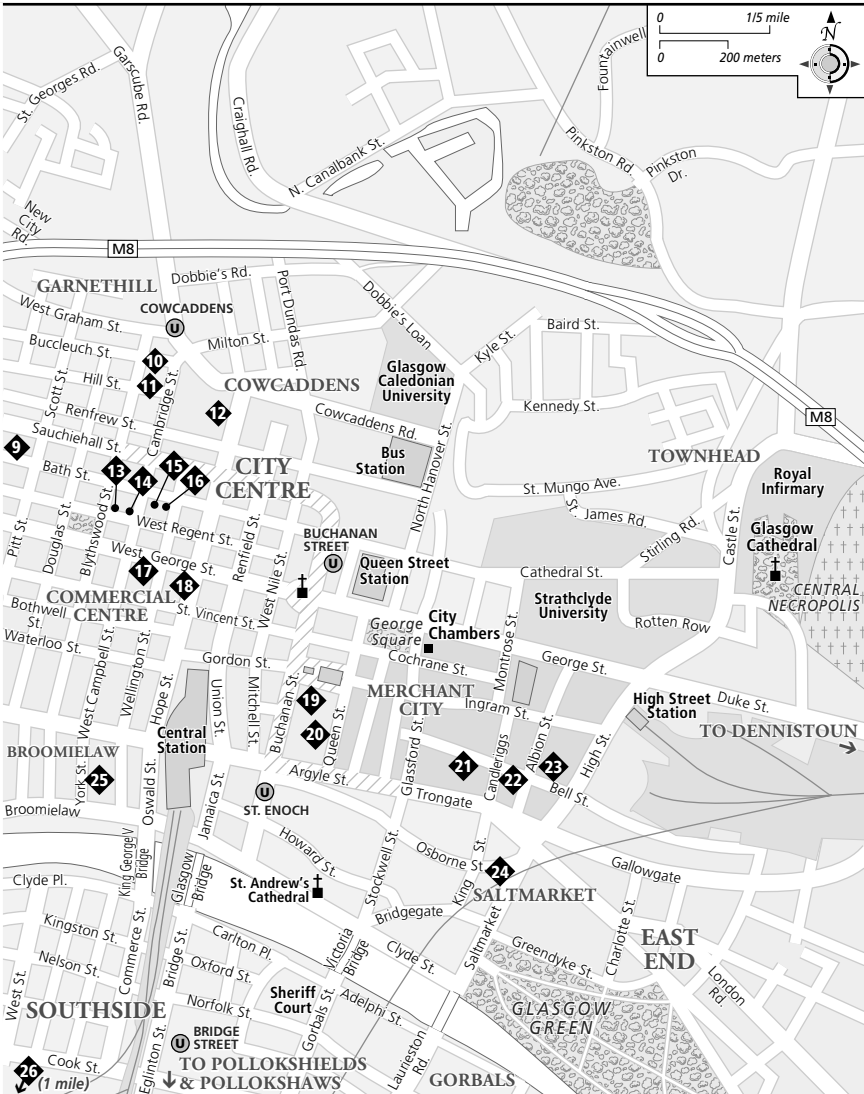 0
1/5 mile
0
200 meters
N
Fountainwell
St. Georges Rd.
Garscube Rd.
Craighall Rd.
N. Canalbank St.
Pinkston Rd.
Pinkston
Dr.
New
City
Rd.
M8
GARNETHILL
Dobbie's Rd.
Port Dundas Rd.
Dobbie's Loan
COWCADDENS
U
West Graham St.
Milton St.
Buccleuch St.
Hill St.
Scott St.
10
11
Cambridge St.
COWCADDENS
Kyle St.
Baird St.
Glasgow
Caledonian
University
Renfrew St.
12
Cowcaddens Rd.
Kennedy St.
M8
9
Sauchiehall St.
Bath St.
13
14
15
16
CITY
CENTRE
Bus
Station
North Hanover St.
TOWNHEAD
Royal
Infirmary
St. Mungo Ave.
St. James Rd.
Stirling Rd.
Castle St.
Glasgow
Cathedral
CENTRAL
NECROPOLIS
Pitt St.
Douglas St.
Blythswood St.
West Regent St.
West George St.
Renfield St.
West Nile St.
BUCHANAN
STREET
U
Queen Street
Station
Cathedral St.
17
18
COMMERCIAL
CENTRE
St. Vincent St.
Bothwell
St.
Waterloo St.
Strathclyde
University
Rotten Row
George
Square
City
Chambers
Montrose St.
George St.
Gordon St.
Cochrane St.
West Campbell St.
Wellington St.
Hope St.
Union St.
Mitchell St.
Buchanan St.
19
20
Queen St.
MERCHANT
CITY
Ingram St.
High Street
Station
Duke St.
TO DENNISTOUN
Central
Station
BROOMIELAW
Glassford St.
21
Candleriggs
22
Albion St.
23
High St.
Bell St.
25
York St.
Oswald St.
Argyle St.
Trongate
U
ST. ENOCH
Broomielaw
Jamaica St.
King George V
Bridge
Glasgow
Bridge
Howard St.
Stockwell St.
Osborne St.
24
King St.
SALTMARKET
Gallowgate
Clyde Pl.
St. Andrew's
Cathedral
Bridgegate
Saltmarket
Charlotte St.
EAST
END
Kingston St.
Commerce St.
Bridge St.
Carlton Pl.
Victoria
Bridge
Clyde St.
Greendyke St.
London
Rd.
Nelson St.
Oxford St.
West St.
SOUTHSIDE
Norfolk St.
Sheriff
Court
Gorbals St.
Adelphi St.
GLASGOW
GREEN
U
BRIDGE
STREET
Cook St.
26
(1 mile)
Eglinton St.
TO POLLOKSHIELDS
& POLLOKSHAWS
Laurieston
Rd.
GORBALS